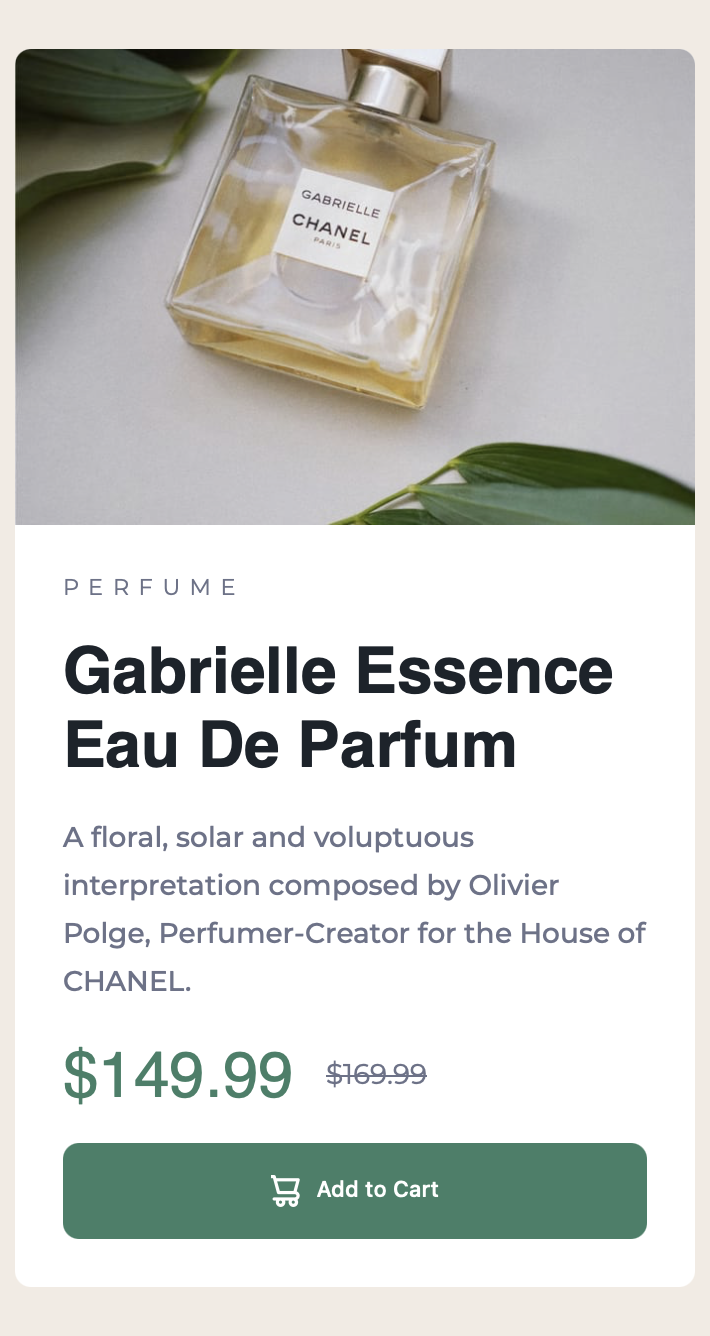 GABRIELLE
CHANEL
PARIS
PERFUME
Gabrielle Essence
Eau De Parfum
A floral, solar and voluptuous
interpretation composed by Olivier
Polge, Perfumer-Creator for the House of
CHANEL.
$149.99 $169.99
Add to Cart